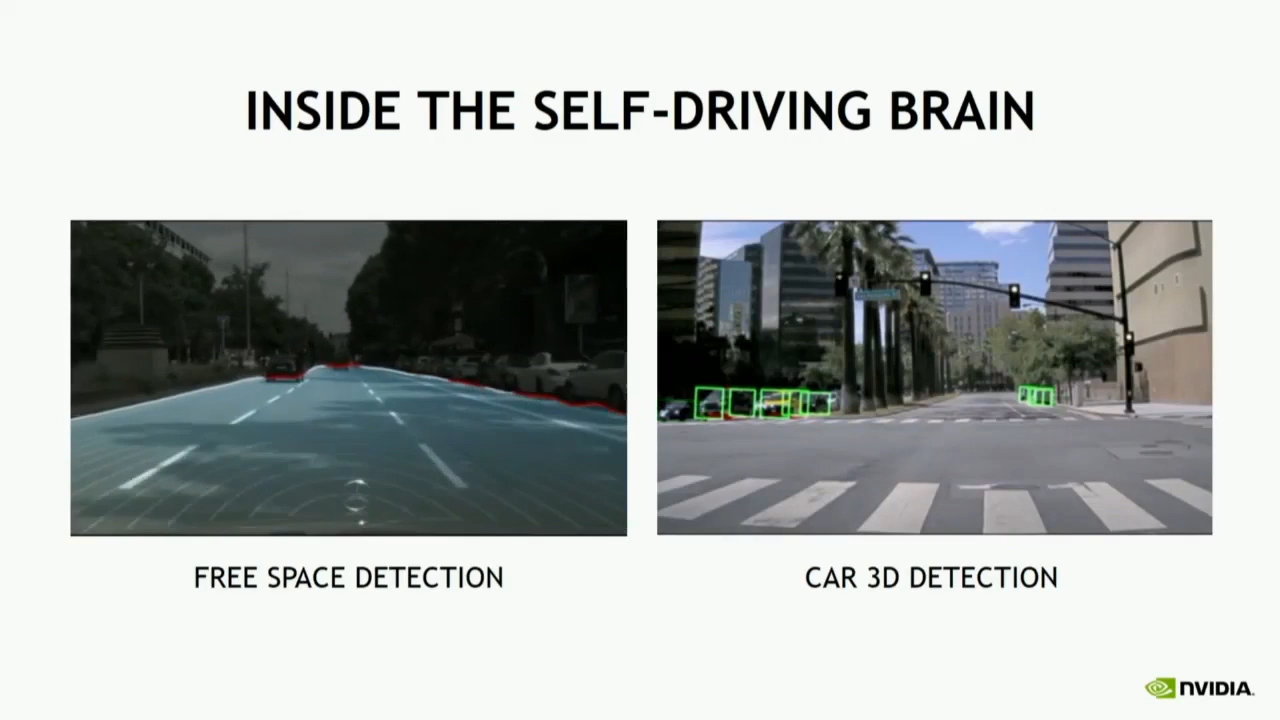 INSIDE THE SELF-DRIVING BRAIN
FREE SPACE DETECTION
CAR 3D DETECTION
NVIDIA.